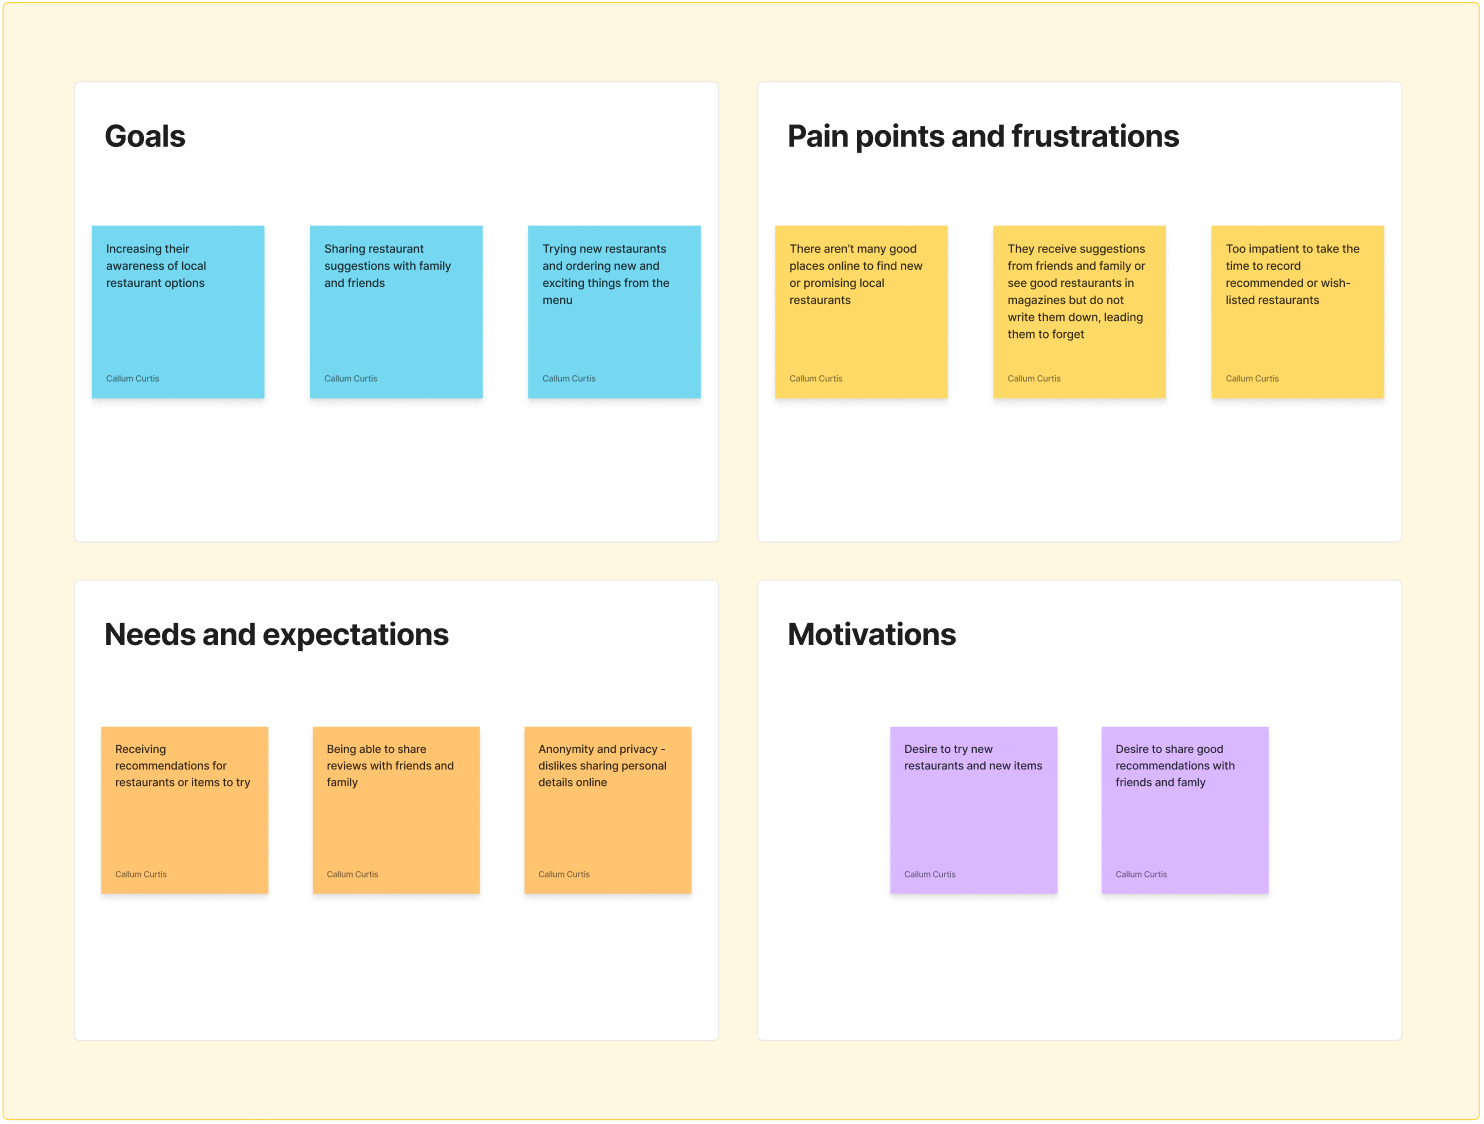 Goals
Increasing their
awareness of local
restaurant options
Callum Curtis
Sharing restaurant
suggestions with family
and friends
Callum Curtis
Trying new restaurants
and ordering new and
exciting things from the
menu
Callum Curtis
Pain points and frustrations
There aren't many good
places online to find new
or promising local
restaurants
Callum Curtis
They receive suggestions
from friends and family or
see good restaurants in
magazines but do not
write them down, leading
them to forget
Callum Curtis
Too impatient to take the
time to record
recommended or wish-
listed restaurants
Callum Curtis
Needs and expectations
Receiving
recommendations for
restaurants or items to try
Callum Curtis
Being able to share
reviews with friends and
family
Callum Curtis
Anonymity and privacy -
dislikes sharing personal
details online
Callum Curtis
Motivations
Desire to try new
restaurants and new items
Callum Curtis
Desire to share good
recommendations with
friends and famly
Callum Curtis